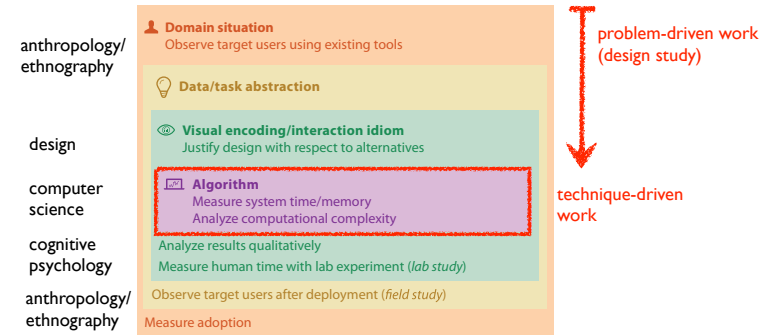 Domain situation
Observe target users using existing tools
problem-driven work
(design study)
anthropology/
ethnography
Data/task abstraction
Visual encoding/interaction idiom
Justify design with respect to alternatives
design
Algorithm
Measure system time/memory
Analyze computational complexity
computer
science
technique-driven
work
Analyze results qualitatively
Measure human time with lab experiment (lab study)
cognitive
psychology
Observe target users after deployment (field study)
anthropology/
ethnography
Measure adoption